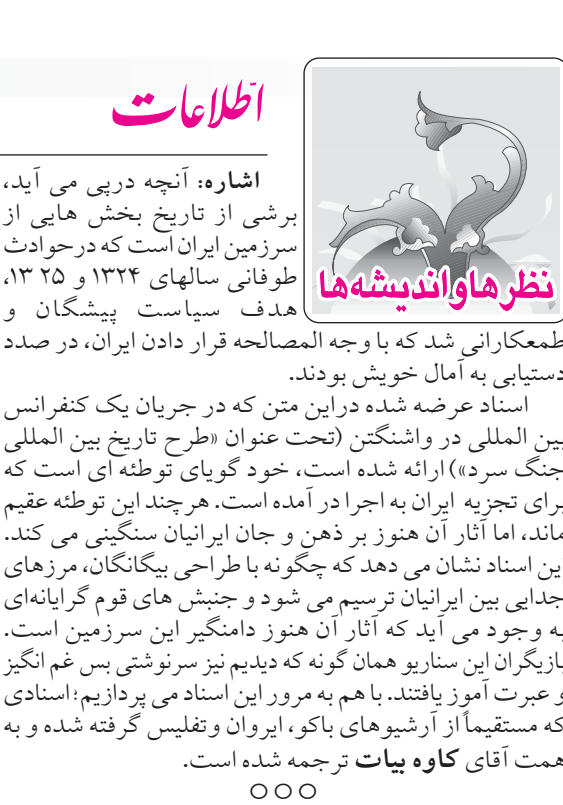 اطّلاعات
نظرهاواندیشه‌ها
اشاره: آنچه درپی می آید،
برشی از تاریخ بخش هایی از
سرزمین ایران است که درحوادث
طوفانی سالهای ۱۳۲۴ و ۲۵ ۱۳،
هدف سیاست پیشگان و
طمعکارانی شد که با وجه المصالحه قرار دادن ایران، در صدد
دستیابی به آمال خویش بودند.
اسناد عرضه شده دراین متن که در جریان یک کنفرانس
بین المللی در واشنگتن (تحت عنوان «طرح تاریخ بین المللی
جنگ سرد») ارائه شده است، خود گویای توطئه ای است که
برای تجزیه ایران به اجرا در آمده است. هرچند این توطئه عقیم
ماند، اما آثار آن هنوز بر ذهن و جان ایرانیان سنگینی می کند.
این اسناد نشان می دهد که چگونه با طراحی بیگانگان، مرزهای
جدایی بین ایرانیان ترسیم می شود و جنبش های قوم گرایانه‌ای
به وجود می آید که آثار آن هنوز دامنگیر این سرزمین است.
بازیگران این سناریو همان گونه که دیدیم نیز سرنوشتی بس غم انگیز
و عبرت آموز یافتند. با هم به مرور این اسناد می پردازیم؛ اسنادی
که مستقیماً از آرشیوهای باکو، ایروان وتفلیس گرفته شده و به
همت آقای کاوه بیات ترجمه شده است.
○○○